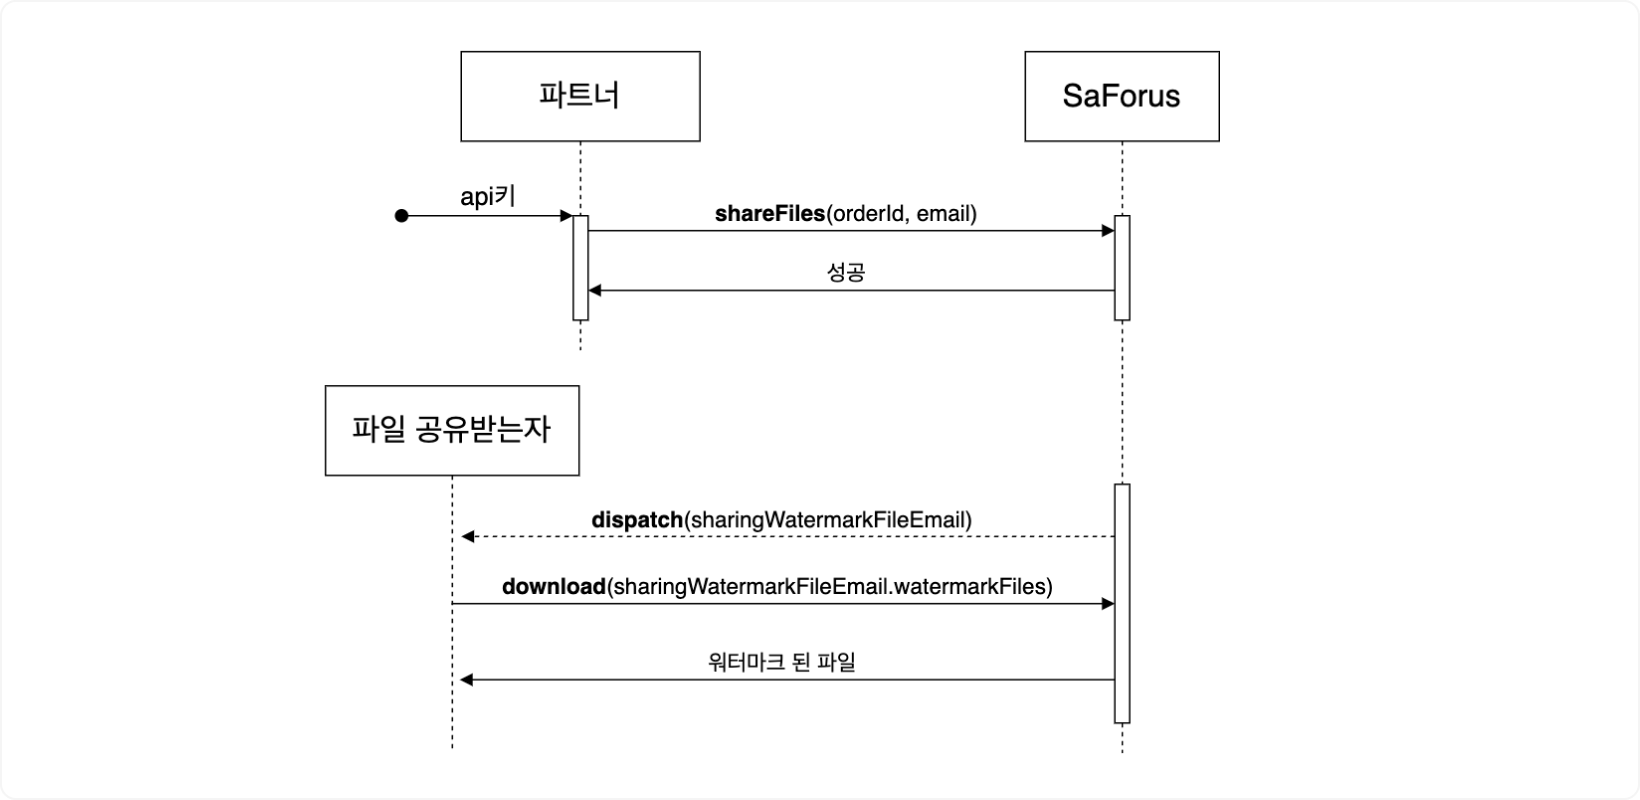 파트너
SaForus
api키
shareFiles(orderId, email)
성공
파일 공유받는자
dispatch(sharingWatermarkFileEmail)
download(sharingWatermarkFileEmail.watermarkFiles)
워터마크 된 파일